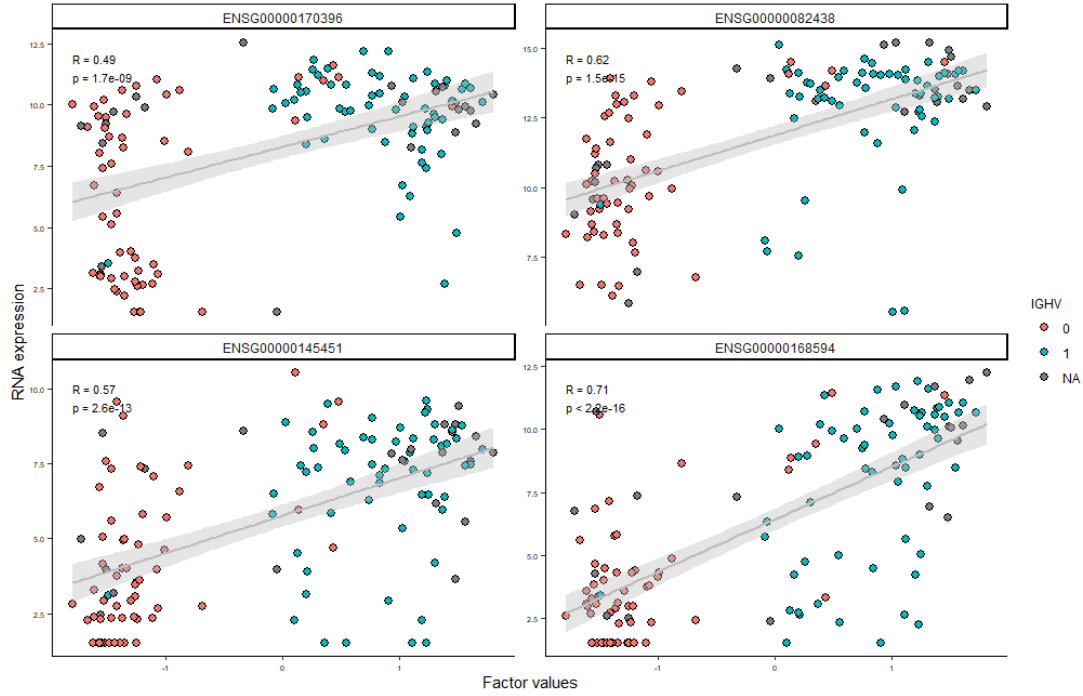 ENSG00000170396
ENSG00000082438
12.5
10.0
7.5
5.0
2.5
R = 0.49
p = 1.7e-09
15.0
12.5
10.0
7.5
R = 0.62
p = 1.5e-15
RNA expression
IGHV
0
1
NA
ENSG00000145451
ENSG00000168594
10.0
7.5
5.0
2.5
R = 0.57
p = 2.6e-13
12.5
10.0
7.5
5.0
2.5
R = 0.71
p < 2.2e-16
-1
0
1
-1
0
1
Factor values